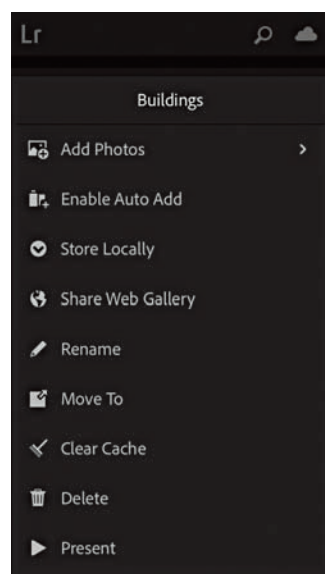 Lr
Buildings
Add Photos
Enable Auto Add
Store Locally
Share Web Gallery
Rename
Move To
Clear Cache
Delete
Present